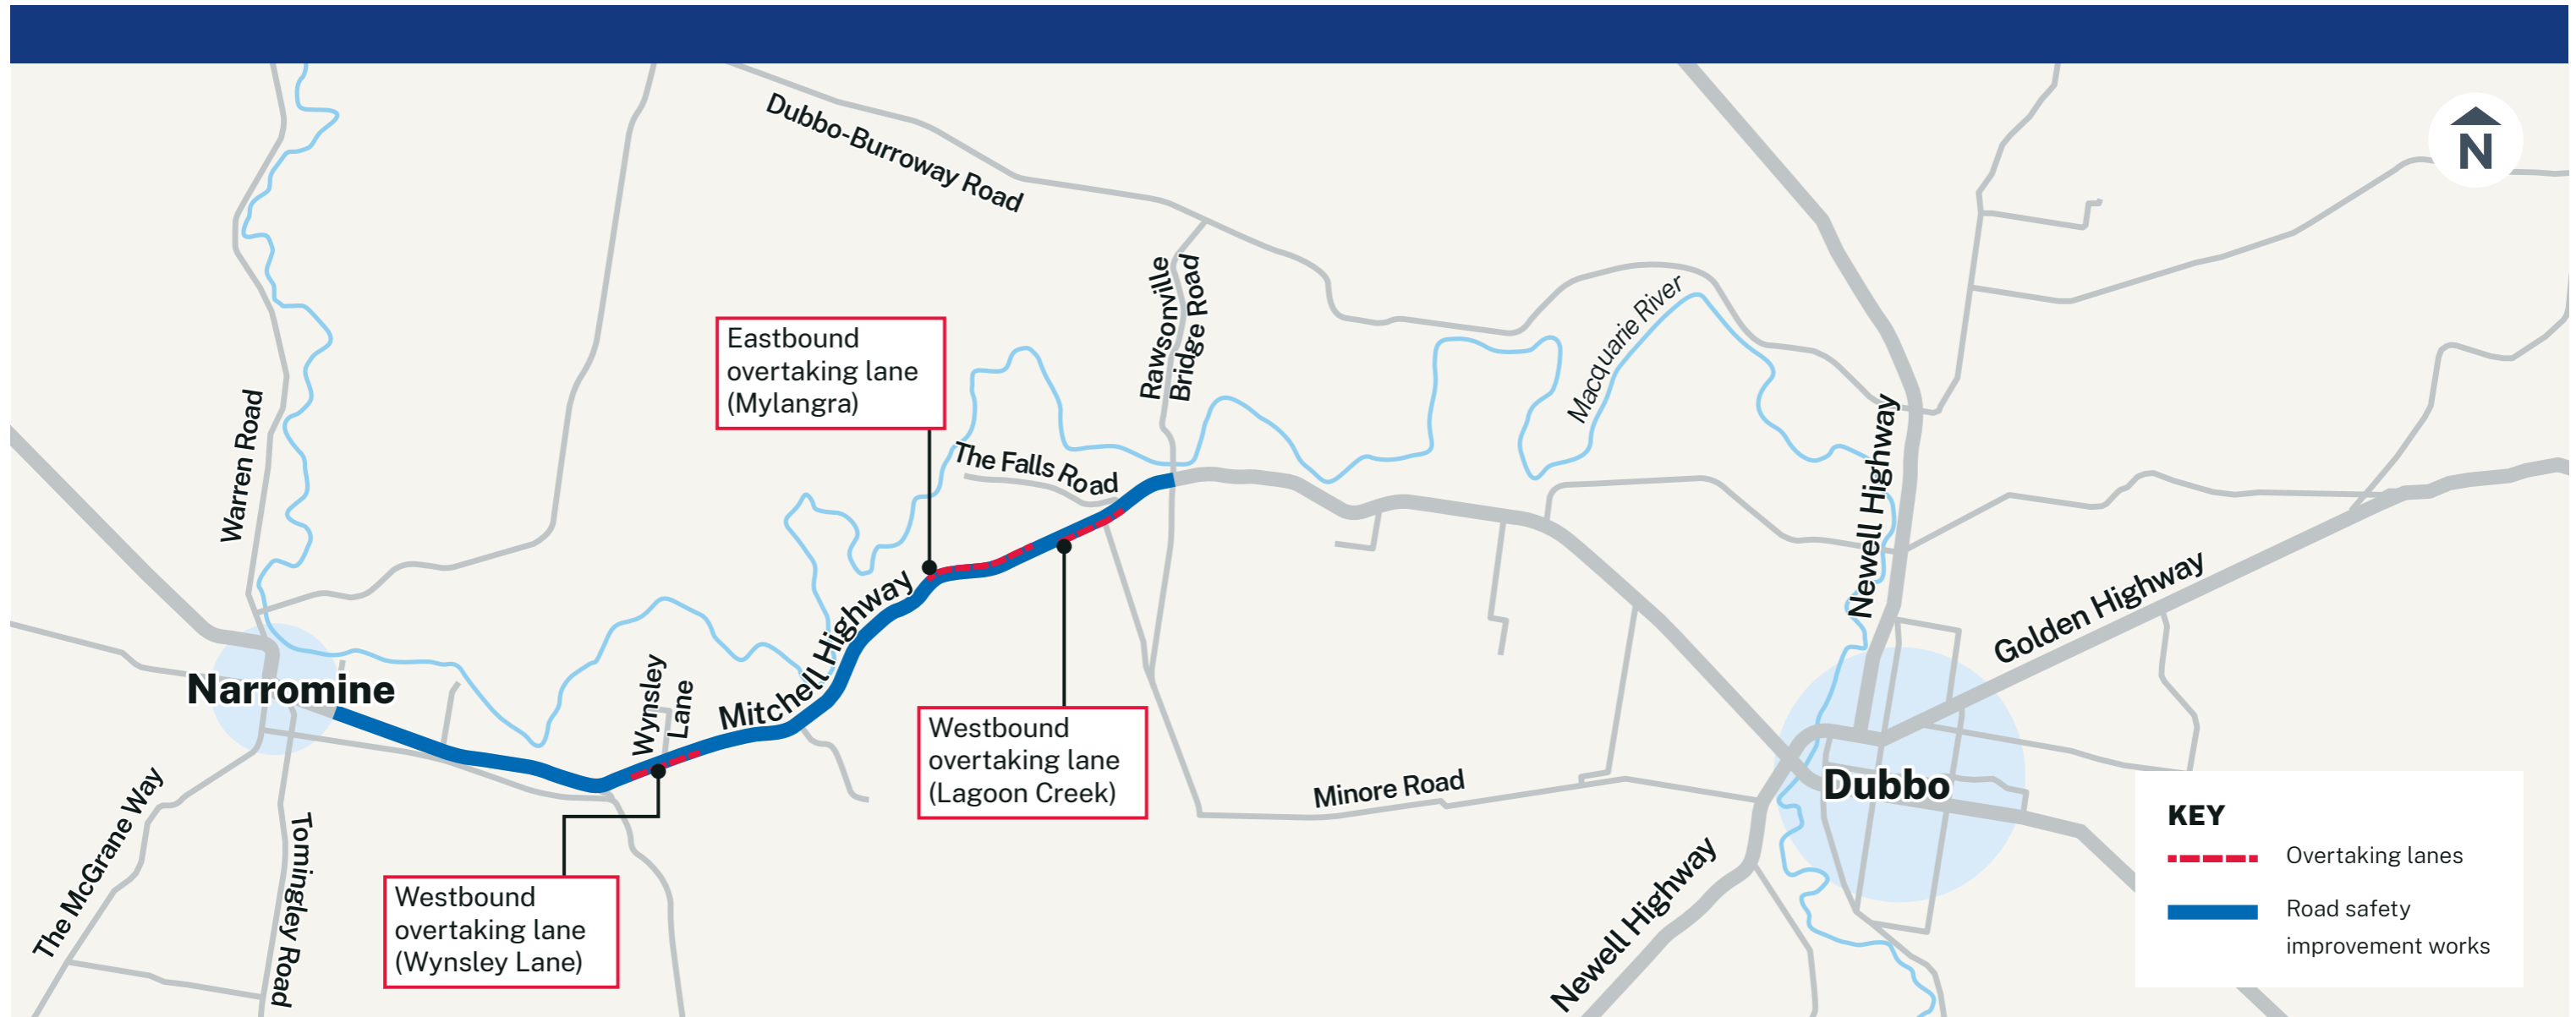 N
Dubbo-Burroway Road
Rawsonville
Bridge Road
Macquarie River
Eastbound
overtaking lane
(Mylangra)
Warren Road
The Falls Road
Newell Highway
Golden Highway
Mitchell Highway
Wynsley
Lane
Narromine
Westbound
overtaking lane
(Lagoon Creek)
Minore Road
Dubbo
The McGrane Way
Tomingley Road
Westbound
overtaking lane
(Wynsley Lane)
Newell Highway
KEY
Overtaking lanes
Road safety
improvement works